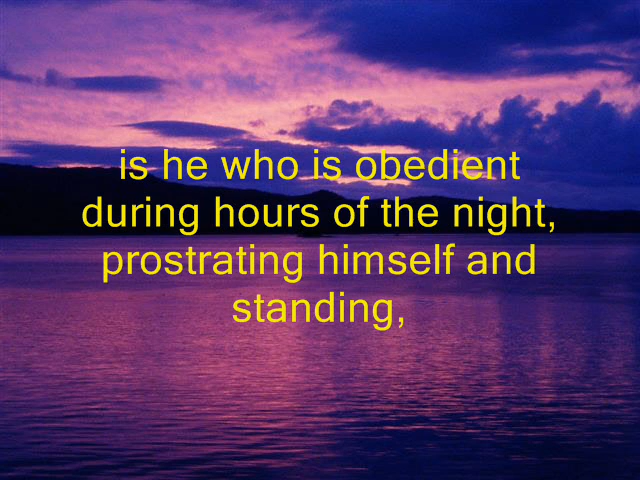 is he who is obedient
during hours of the night,
prostrating himself and
standing,